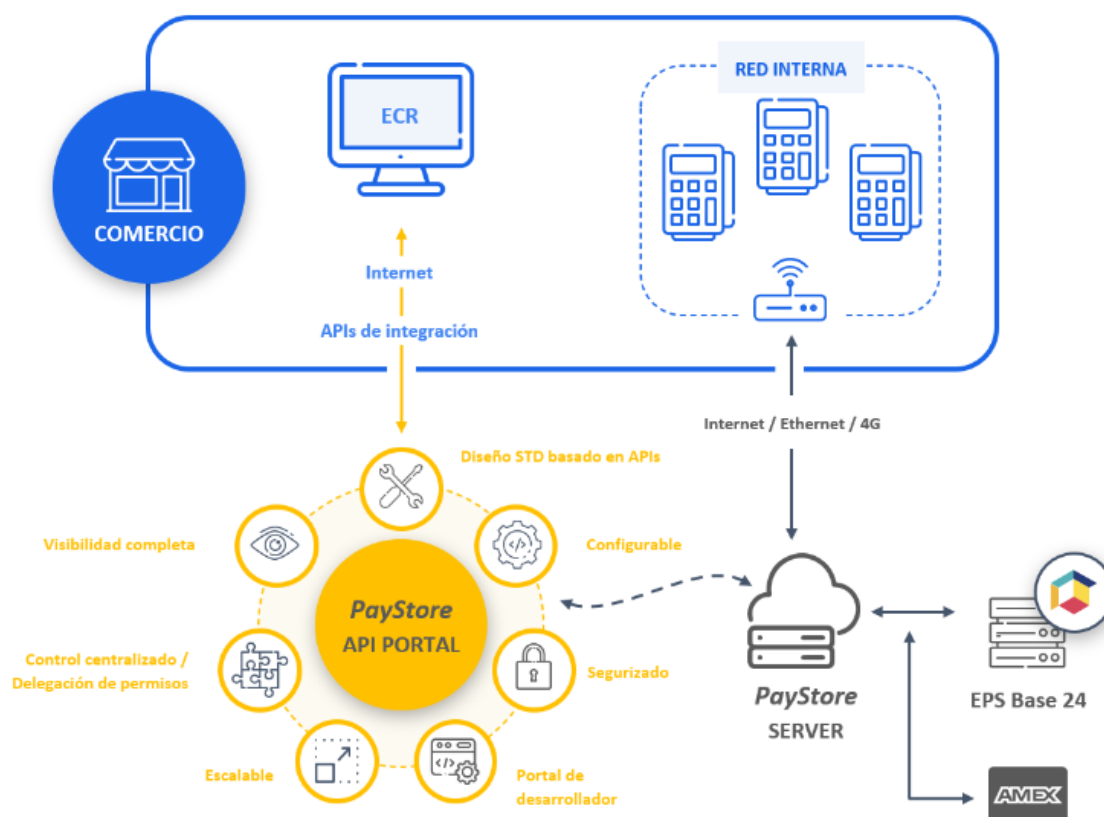 RED INTERNA
ECR
COMERCIO
Internet
APIs de integración
Internet / Ethernet / 4G
Diseño STD basado en APIs
Visibilidad completa
Configurable
PayStore
API PORTAL
Control centralizado /
Delegación de permisos
Segurizado
PayStore
SERVER
EPS Base 24
Escalable
Portal de
desarrollador
AMEX